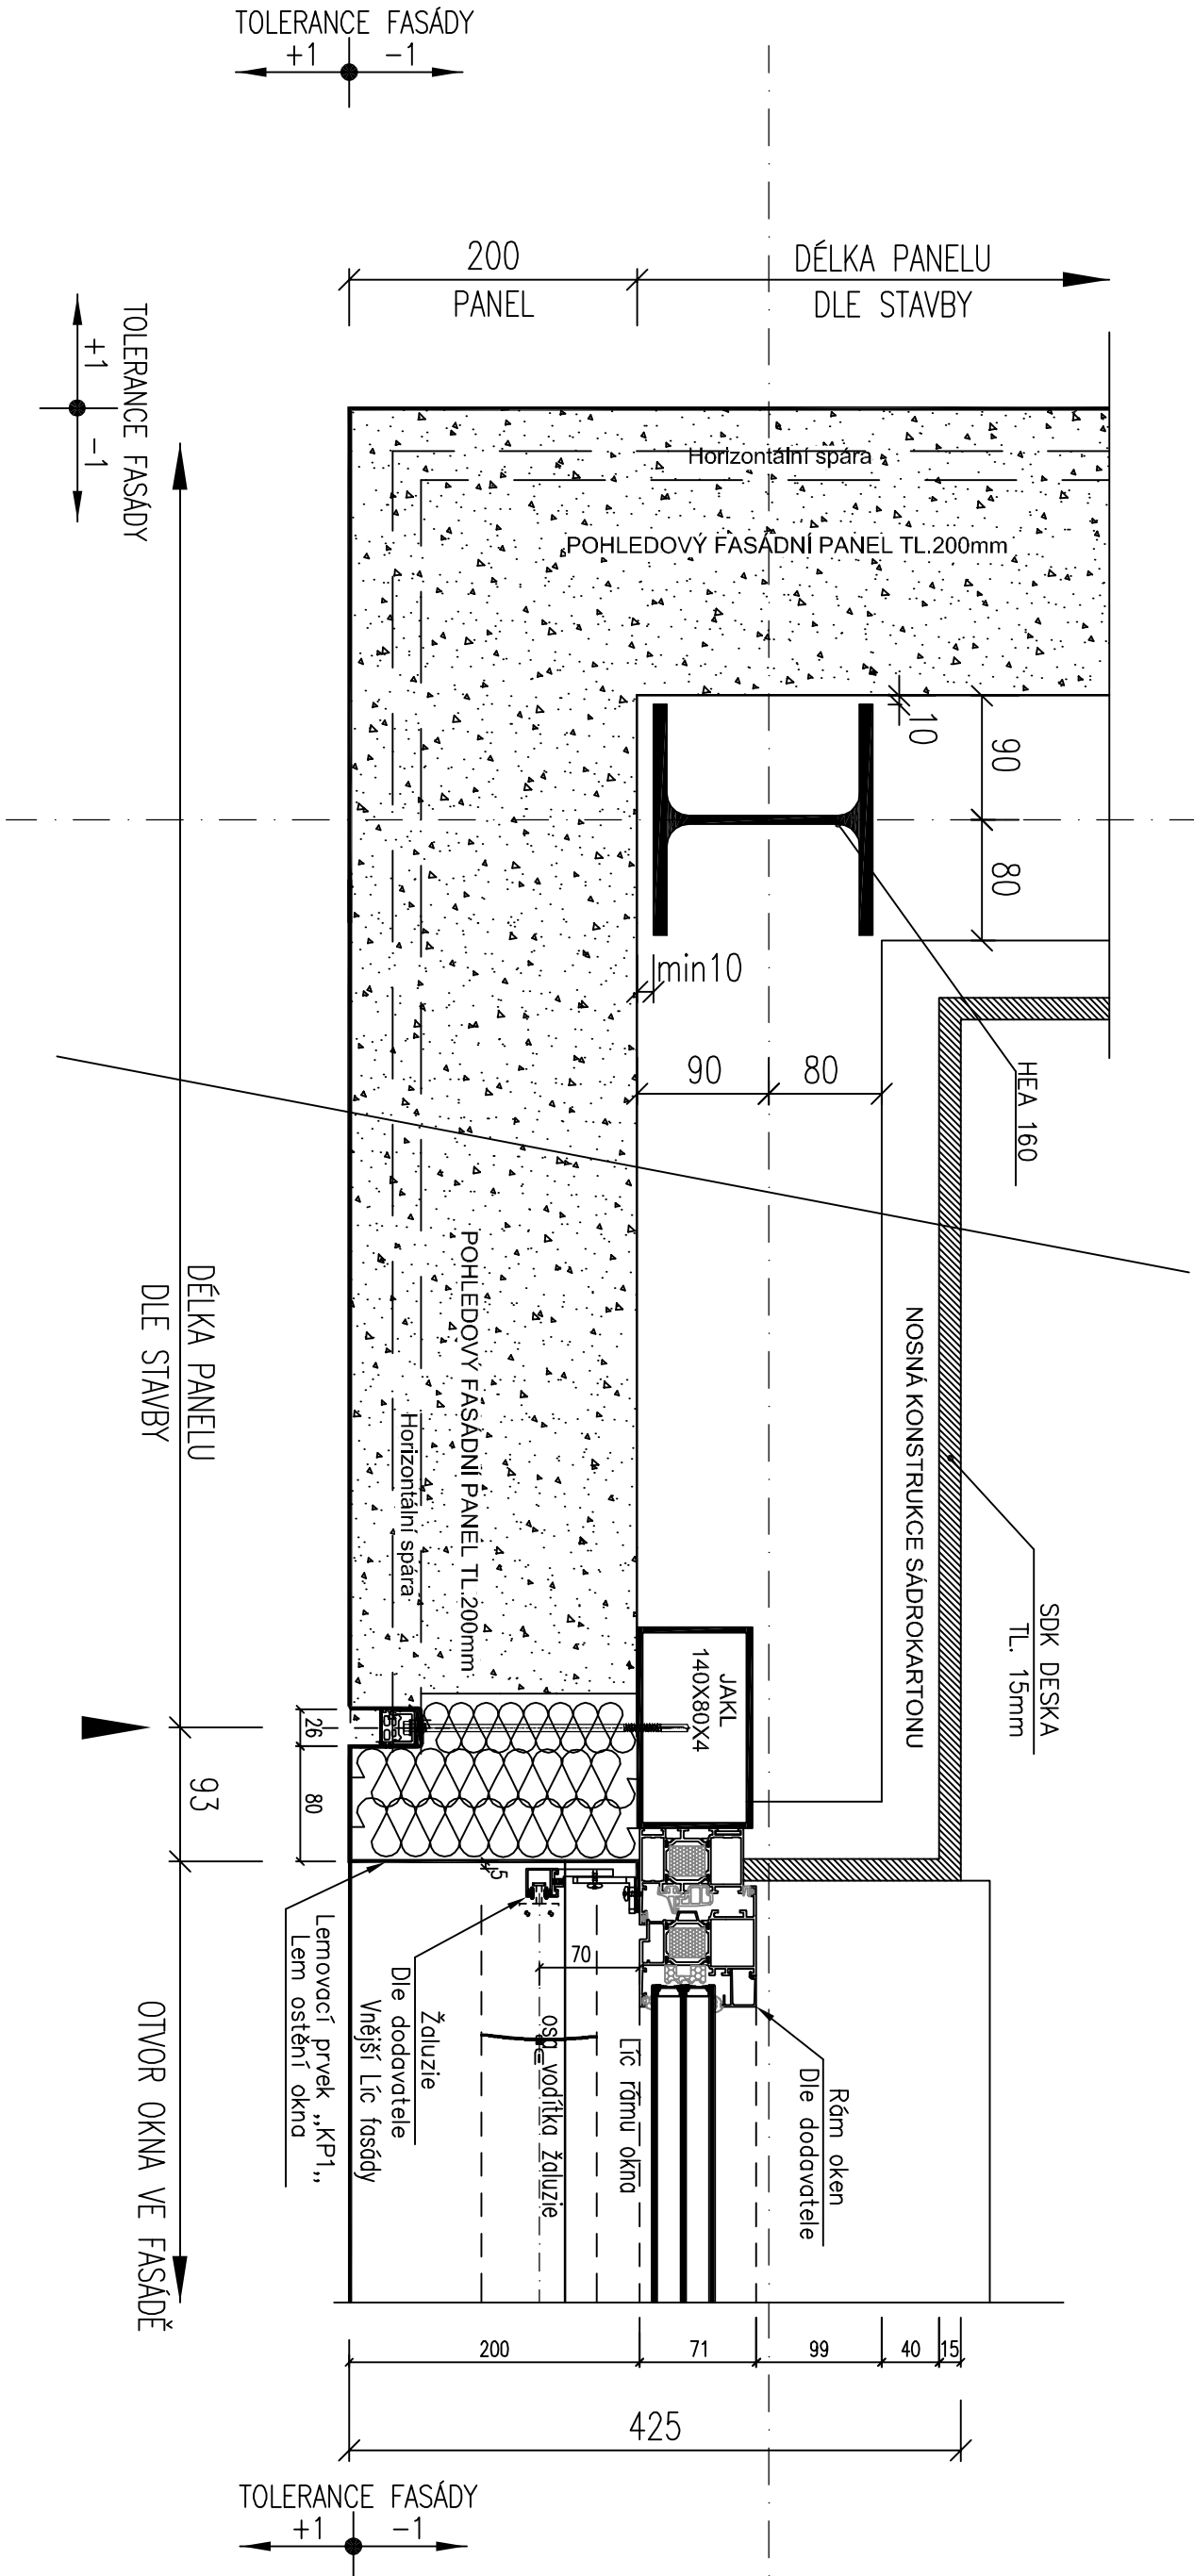 TOLERANCE FASÁDY
+1 -1
200
PANEL
DÉLKA PANELU
DLE STAVBY
TOLERANCE FASÁDY
+1 -1
Horizontální spára
POHLEDOVÝ FASÁDNÍ PANEL TL.200mm
10
90
80
min10
90
80
HEA 160
DÉLKA PANELU
DLE STAVBY
POHLEDOVÝ FASÁDNÍ PANEL TL.200mm
Horizontální spára
NOSNÁ KONSTRUKCE SÁDROKARTONU
SDK DESKA
TL. 15mm
JAKL
140X80X4
26
93
80
5
70
Lemovací prvek „KP1„
Lem ostění okna
Žaluzie
Dle dodavatele
Vnější Líc fasády
osa vodítka žaluzie
Líc rámu okna
Rám oken
Dle dodavatele
OTVOR OKNA VE FASÁDĚ
200
71
99
40
15
425
TOLERANCE FASÁDY
+1 -1